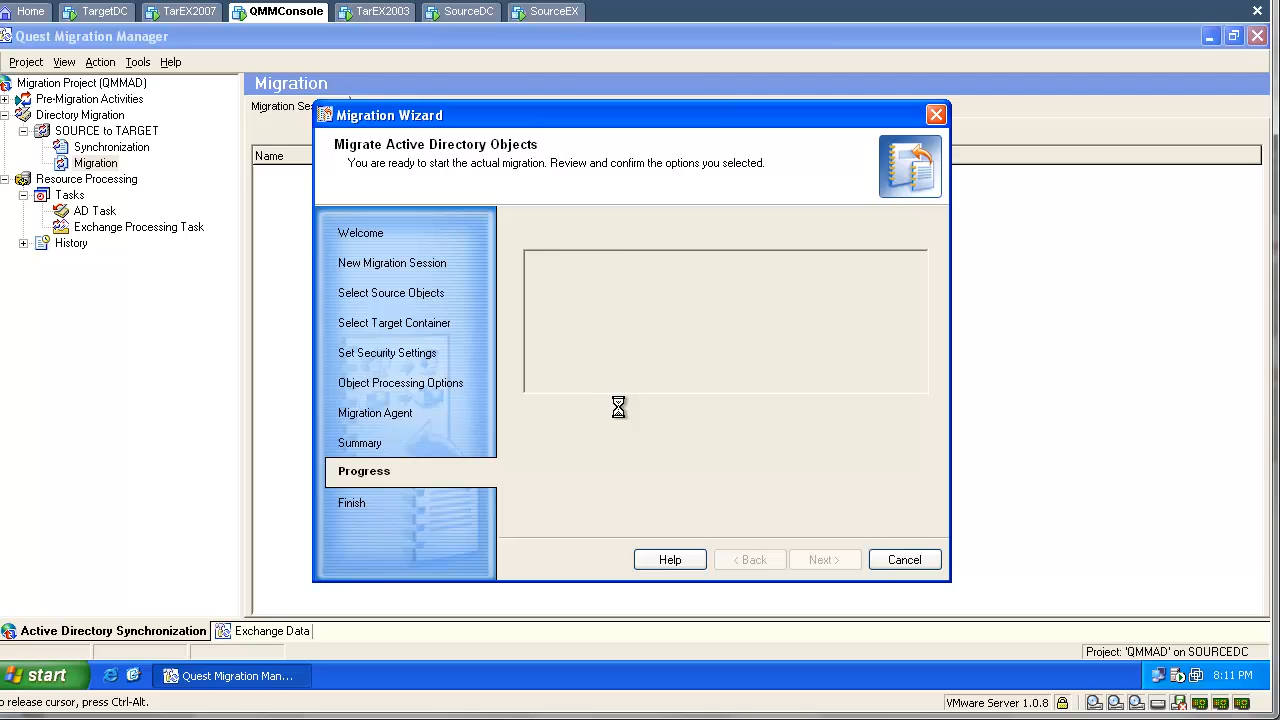 Home TargetDC TarEX2007 QMMConsole TarEX2003 SourceDC SourceEX
Quest Migration Manager
Project View Action Tools Help
Migration Project (QMMAD)
Pre-Migration Activities
Directory Migration
SOURCE to TARGET
Synchronization
Migration
Resource Processing
Tasks
AD Task
Exchange Processing Task
History
Migration
Migration Se
Name
Migration Wizard
Migrate Active Directory Objects
You are ready to start the actual migration. Review and confirm the options you selected.
Welcome
New Migration Session
Select Source Objects
Select Target Container
Set Security Settings
Object Processing Options
Migration Agent
Summary
Progress
Finish
Help < Back Next > Cancel
Active Directory Synchronization Exchange Data
Project: 'QMMAD' on SOURCEDC
start Quest Migration Man... 8:11 PM
o release cursor, press Ctrl-Alt. VMware Server 1.0.8